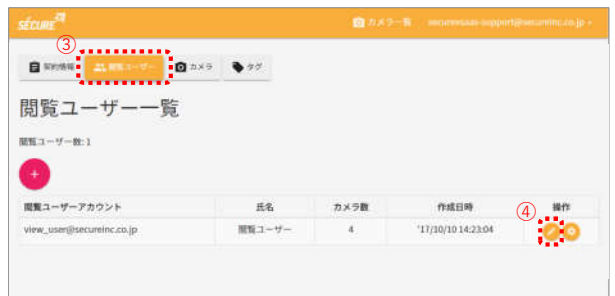 SECURE
カメラ一覧 securesaas-support@secureinc.co.jp
③
契約情報 閲覧ユーザー カメラ タグ
閲覧ユーザー一覧
閲覧ユーザー数: 1
+
閲覧ユーザーアカウント 氏名 カメラ数 作成日時 操作
④
view_user@secureinc.co.jp 閲覧ユーザー 4 '17/10/10 14:23:04